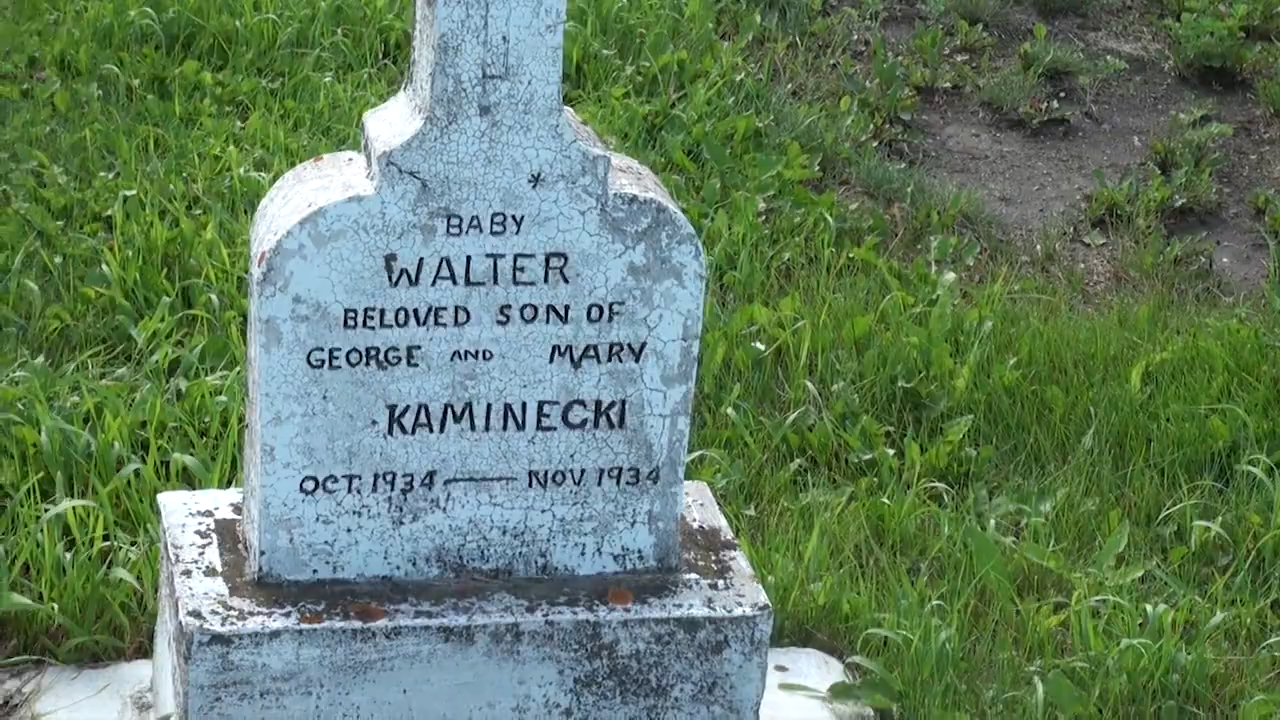 BABY
WALTER
BELOVED SON OF
GEORGE AND MARY
KAMINECKI
OCT. 1934 — NOV 1934